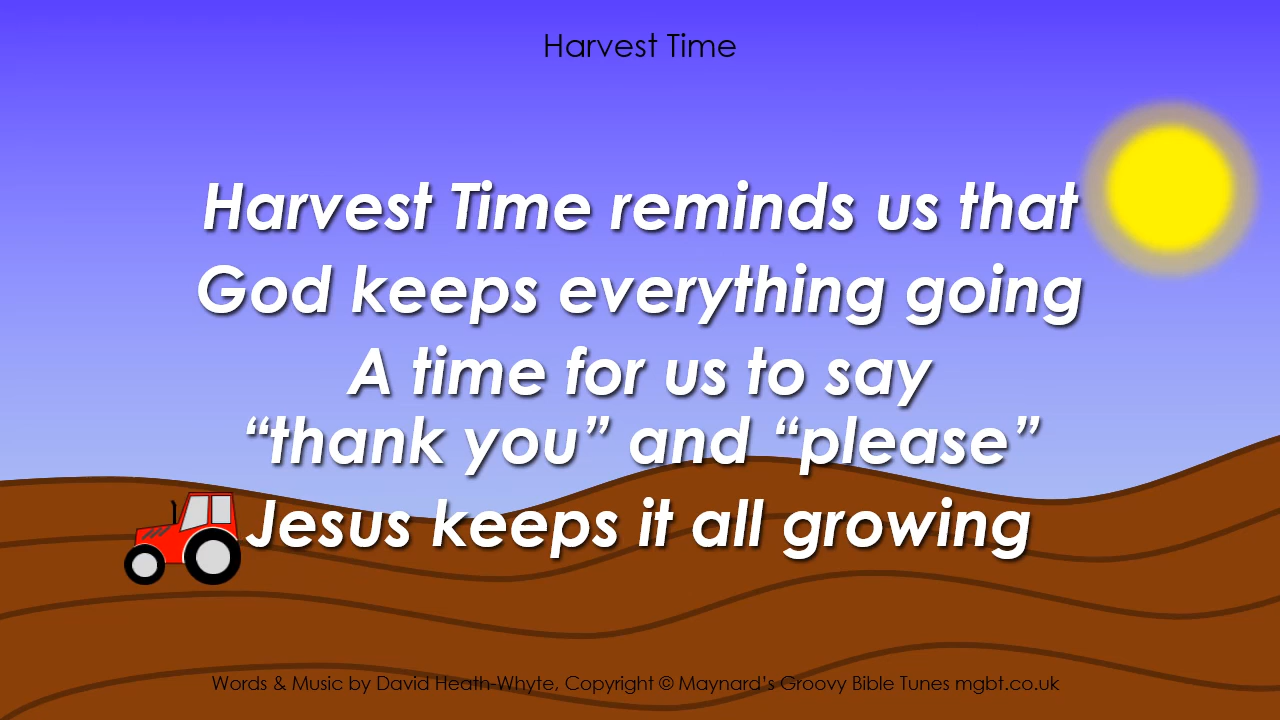 Harvest Time
Harvest Time reminds us that
God keeps everything going
A time for us to say
“thank you” and “please”
Jesus keeps it all growing
Words & Music by David Heath-Whyte, Copyright © Maynard’s Groovy Bible Tunes mgbt.co.uk